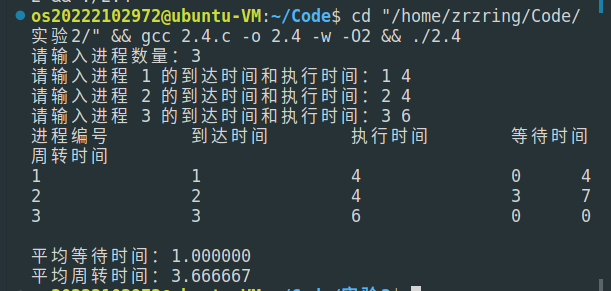 2 dd ./2.4
os20222102972@ubuntu-VM:~/Code$ cd "/home/zrzring/Code/
实验2/" && gcc 2.4.c -o 2.4 -w -O2 && ./2.4
请输入进程数量：3
请输入进程 1 的到达时间和执行时间：1 4
请输入进程 2 的到达时间和执行时间：2 4
请输入进程 3 的到达时间和执行时间：3 6
进程编号 到达时间 执行时间 等待时间
周转时间
1 1 4 0 4
2 2 4 3 7
3 3 6 0 0
平均等待时间：1.000000
平均周转时间：3.666667